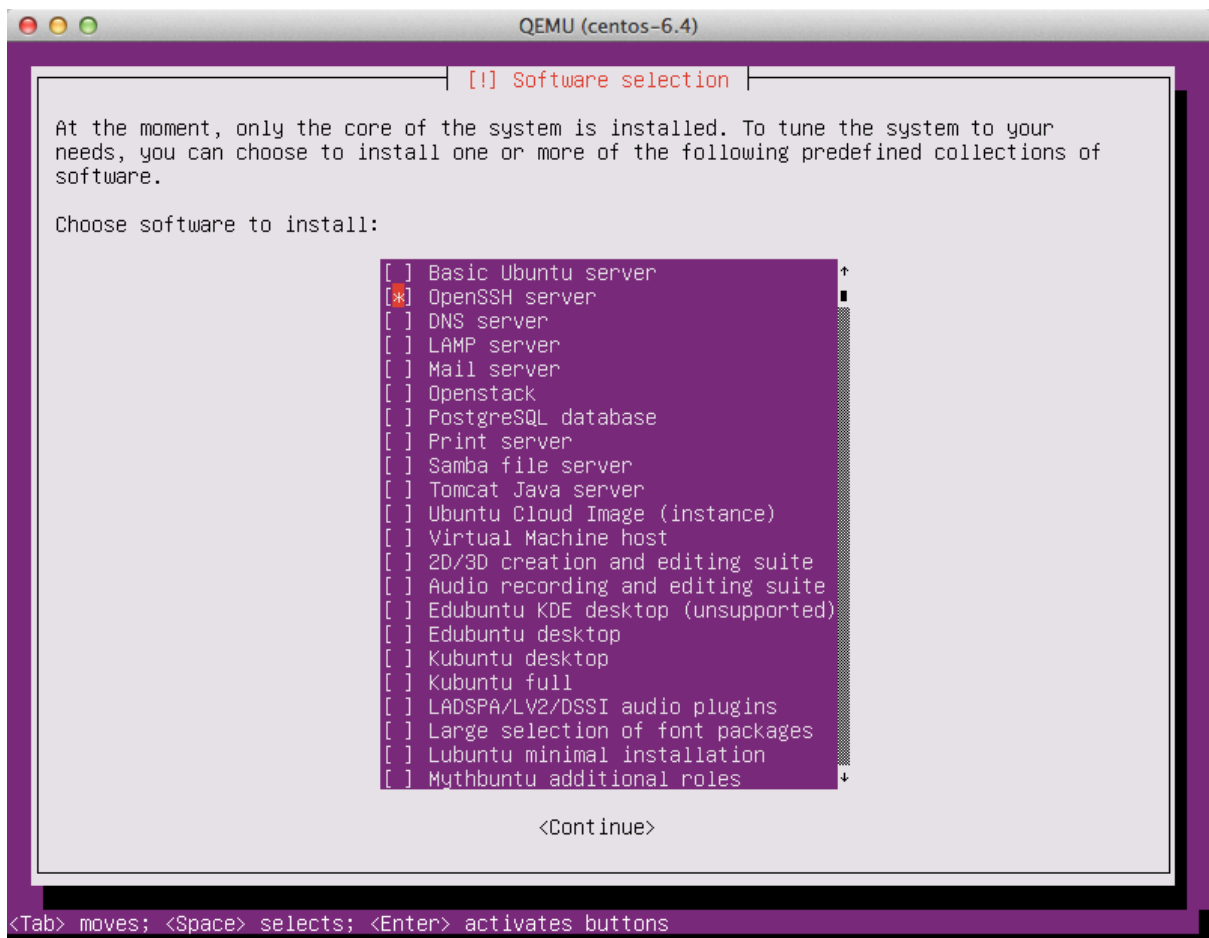 QEMU (centos-6.4)
[!] Software selection
At the moment, only the core of the system is installed. To tune the system to your
needs, you can choose to install one or more of the following predefined collections of
software.
Choose software to install:
[ ] Basic Ubuntu server
[*] OpenSSH server
[ ] DNS server
[ ] LAMP server
[ ] Mail server
[ ] Openstack
[ ] PostgreSQL database
[ ] Print server
[ ] Samba file server
[ ] Tomcat Java server
[ ] Ubuntu Cloud Image (instance)
[ ] Virtual Machine host
[ ] 2D/3D creation and editing suite
[ ] Audio recording and editing suite
[ ] Edubuntu KDE desktop (unsupported)
[ ] Edubuntu desktop
[ ] Kubuntu desktop
[ ] Kubuntu full
[ ] LADSPA/LV2/DSSI audio plugins
[ ] Large selection of font packages
[ ] Lubuntu minimal installation
[ ] Mythbuntu additional roles
<Continue>
<Tab> moves; <Space> selects; <Enter> activates buttons